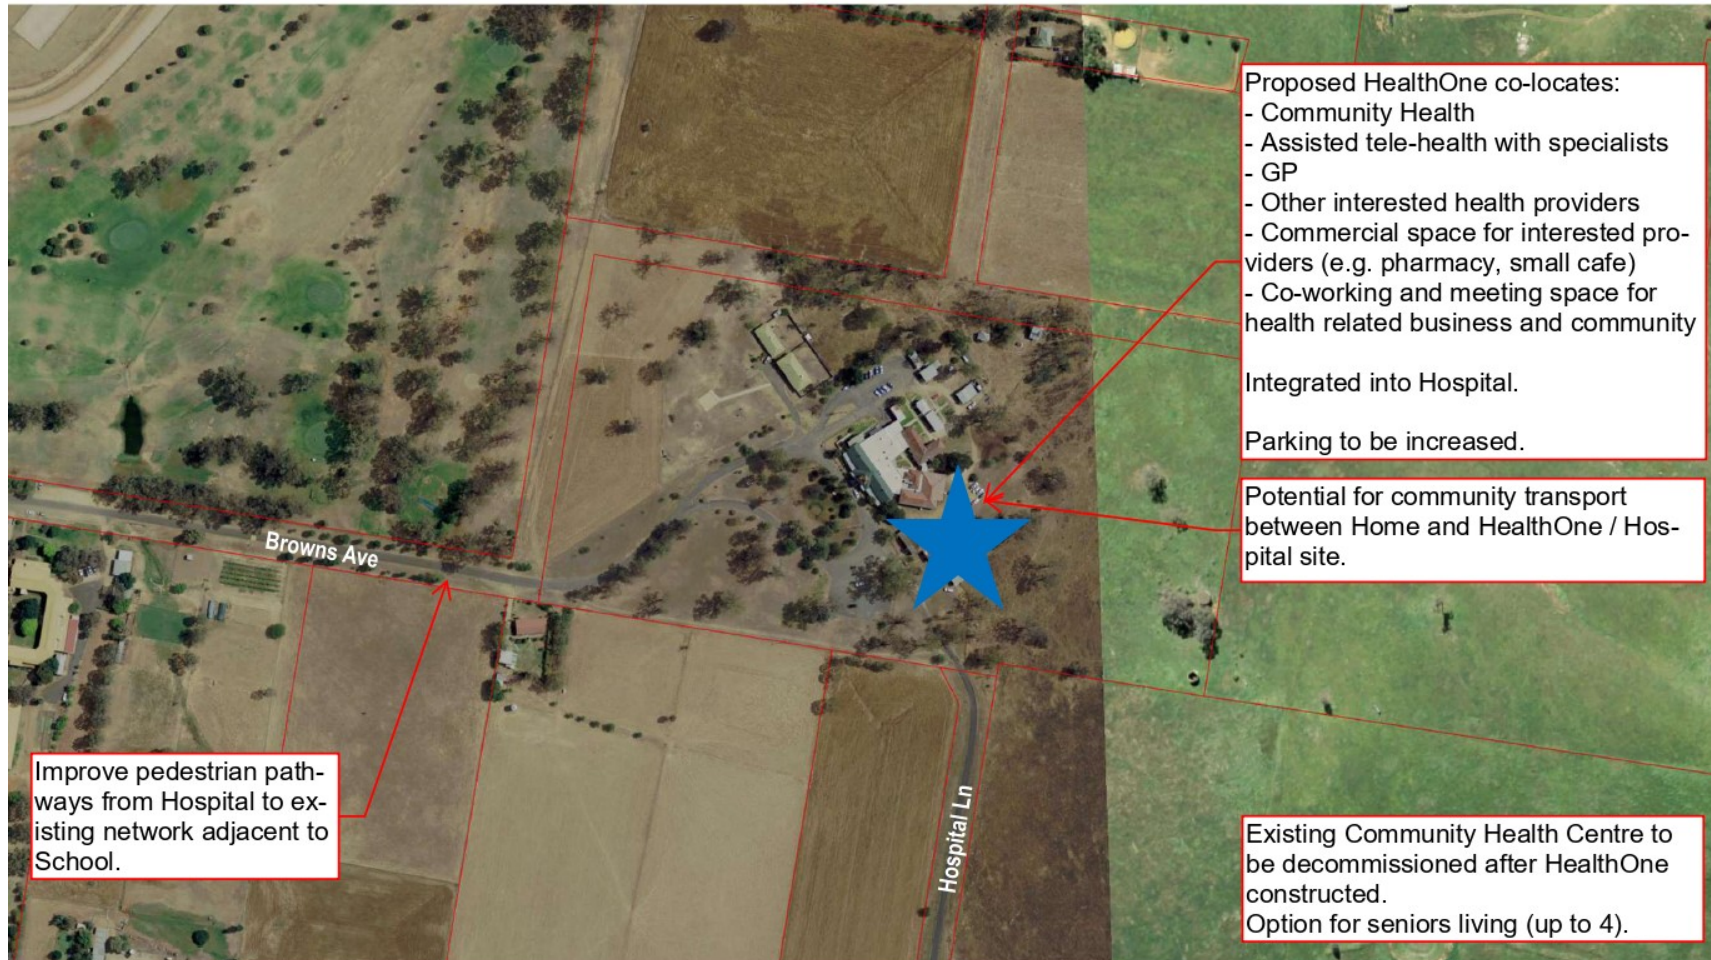 Proposed HealthOne co-locates:
- Community Health
- Assisted tele-health with specialists
- GP
- Other interested health providers
- Commercial space for interested pro-
viders (e.g. pharmacy, small cafe)
- Co-working and meeting space for
health related business and community
Integrated into Hospital.
Parking to be increased.
Potential for community transport
between Home and HealthOne / Hos-
pital site.
Browns Ave
Improve pedestrian path-
ways from Hospital to ex-
isting network adjacent to
School.
Hospital Ln
Existing Community Health Centre to
be decommissioned after HealthOne
constructed.
Option for seniors living (up to 4).